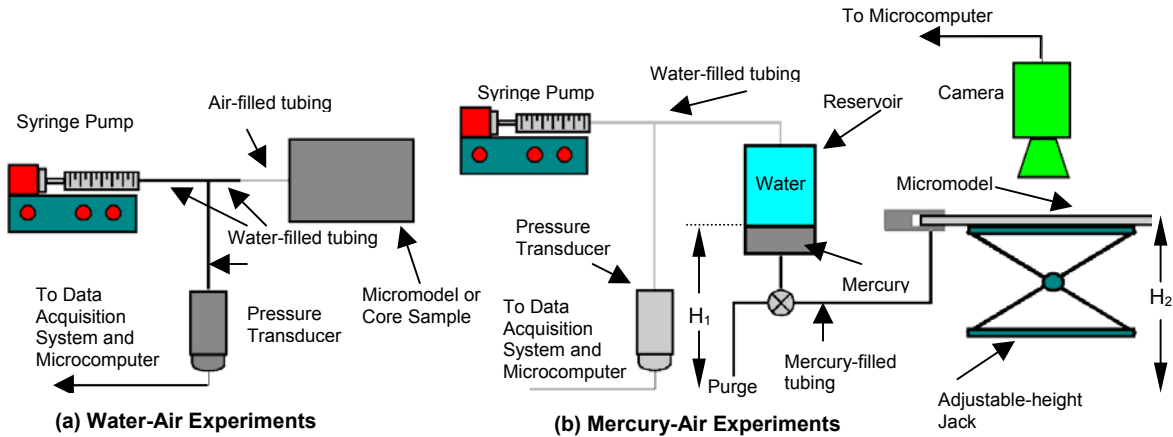 Syringe Pump
Air-filled tubing
Water-filled tubing
To Data
Acquisition
System and
Microcomputer
Pressure
Transducer
Micromodel or
Core Sample
(a) Water-Air Experiments
To Microcomputer
Water-filled tubing
Syringe Pump
Reservoir
Camera
Water
Micromodel
Pressure
Transducer
Mercury
To Data
Acquisition
System and
Microcomputer
H1
H2
Purge
Mercury-filled
tubing
Adjustable-height
Jack
(b) Mercury-Air Experiments